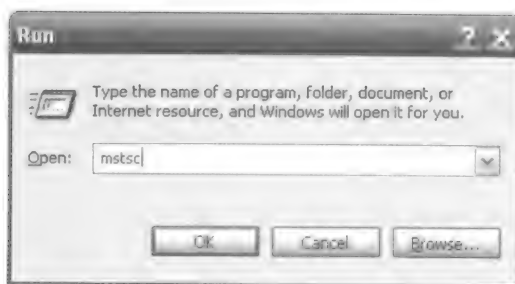 Run
Type the name of a program, folder, document, or
Internet resource, and Windows will open it for you.
Open: mstsc
OK Cancel Browse...